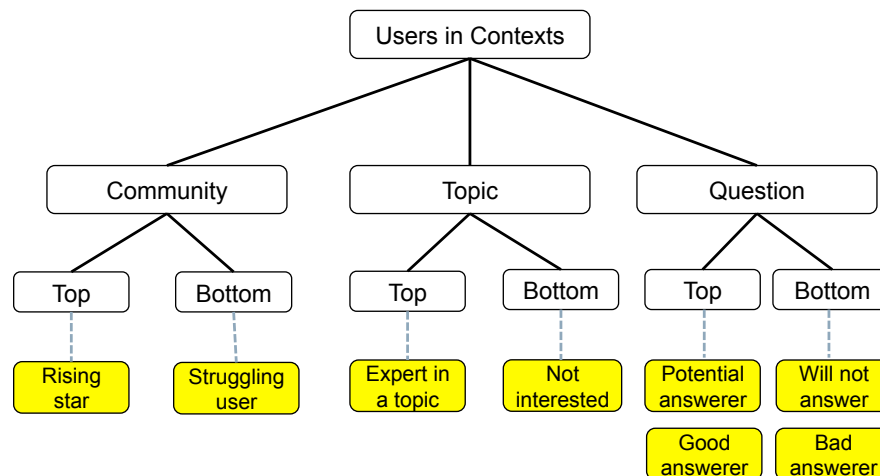 Users in Contexts
Community
Topic
Question
Top
Bottom
Top
Bottom
Top
Bottom
Rising
star
Struggling
user
Expert in
a topic
Not
interested
Potential
answerer
Will not
answer
Good
answerer
Bad
answerer